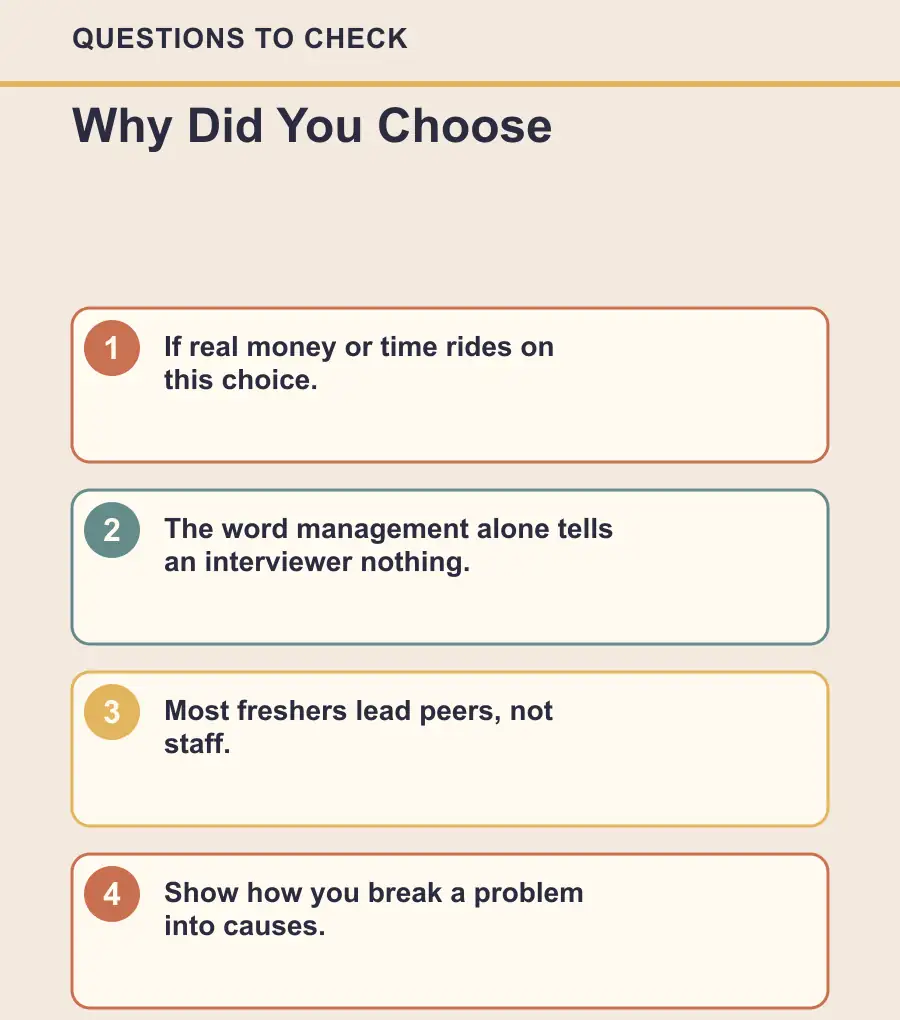 QUESTIONS TO CHECK
Why Did You Choose
1
If real money or time rides on
this choice.
2
The word management alone tells
an interviewer nothing.
3
Most freshers lead peers, not
staff.
4
Show how you break a problem
into causes.